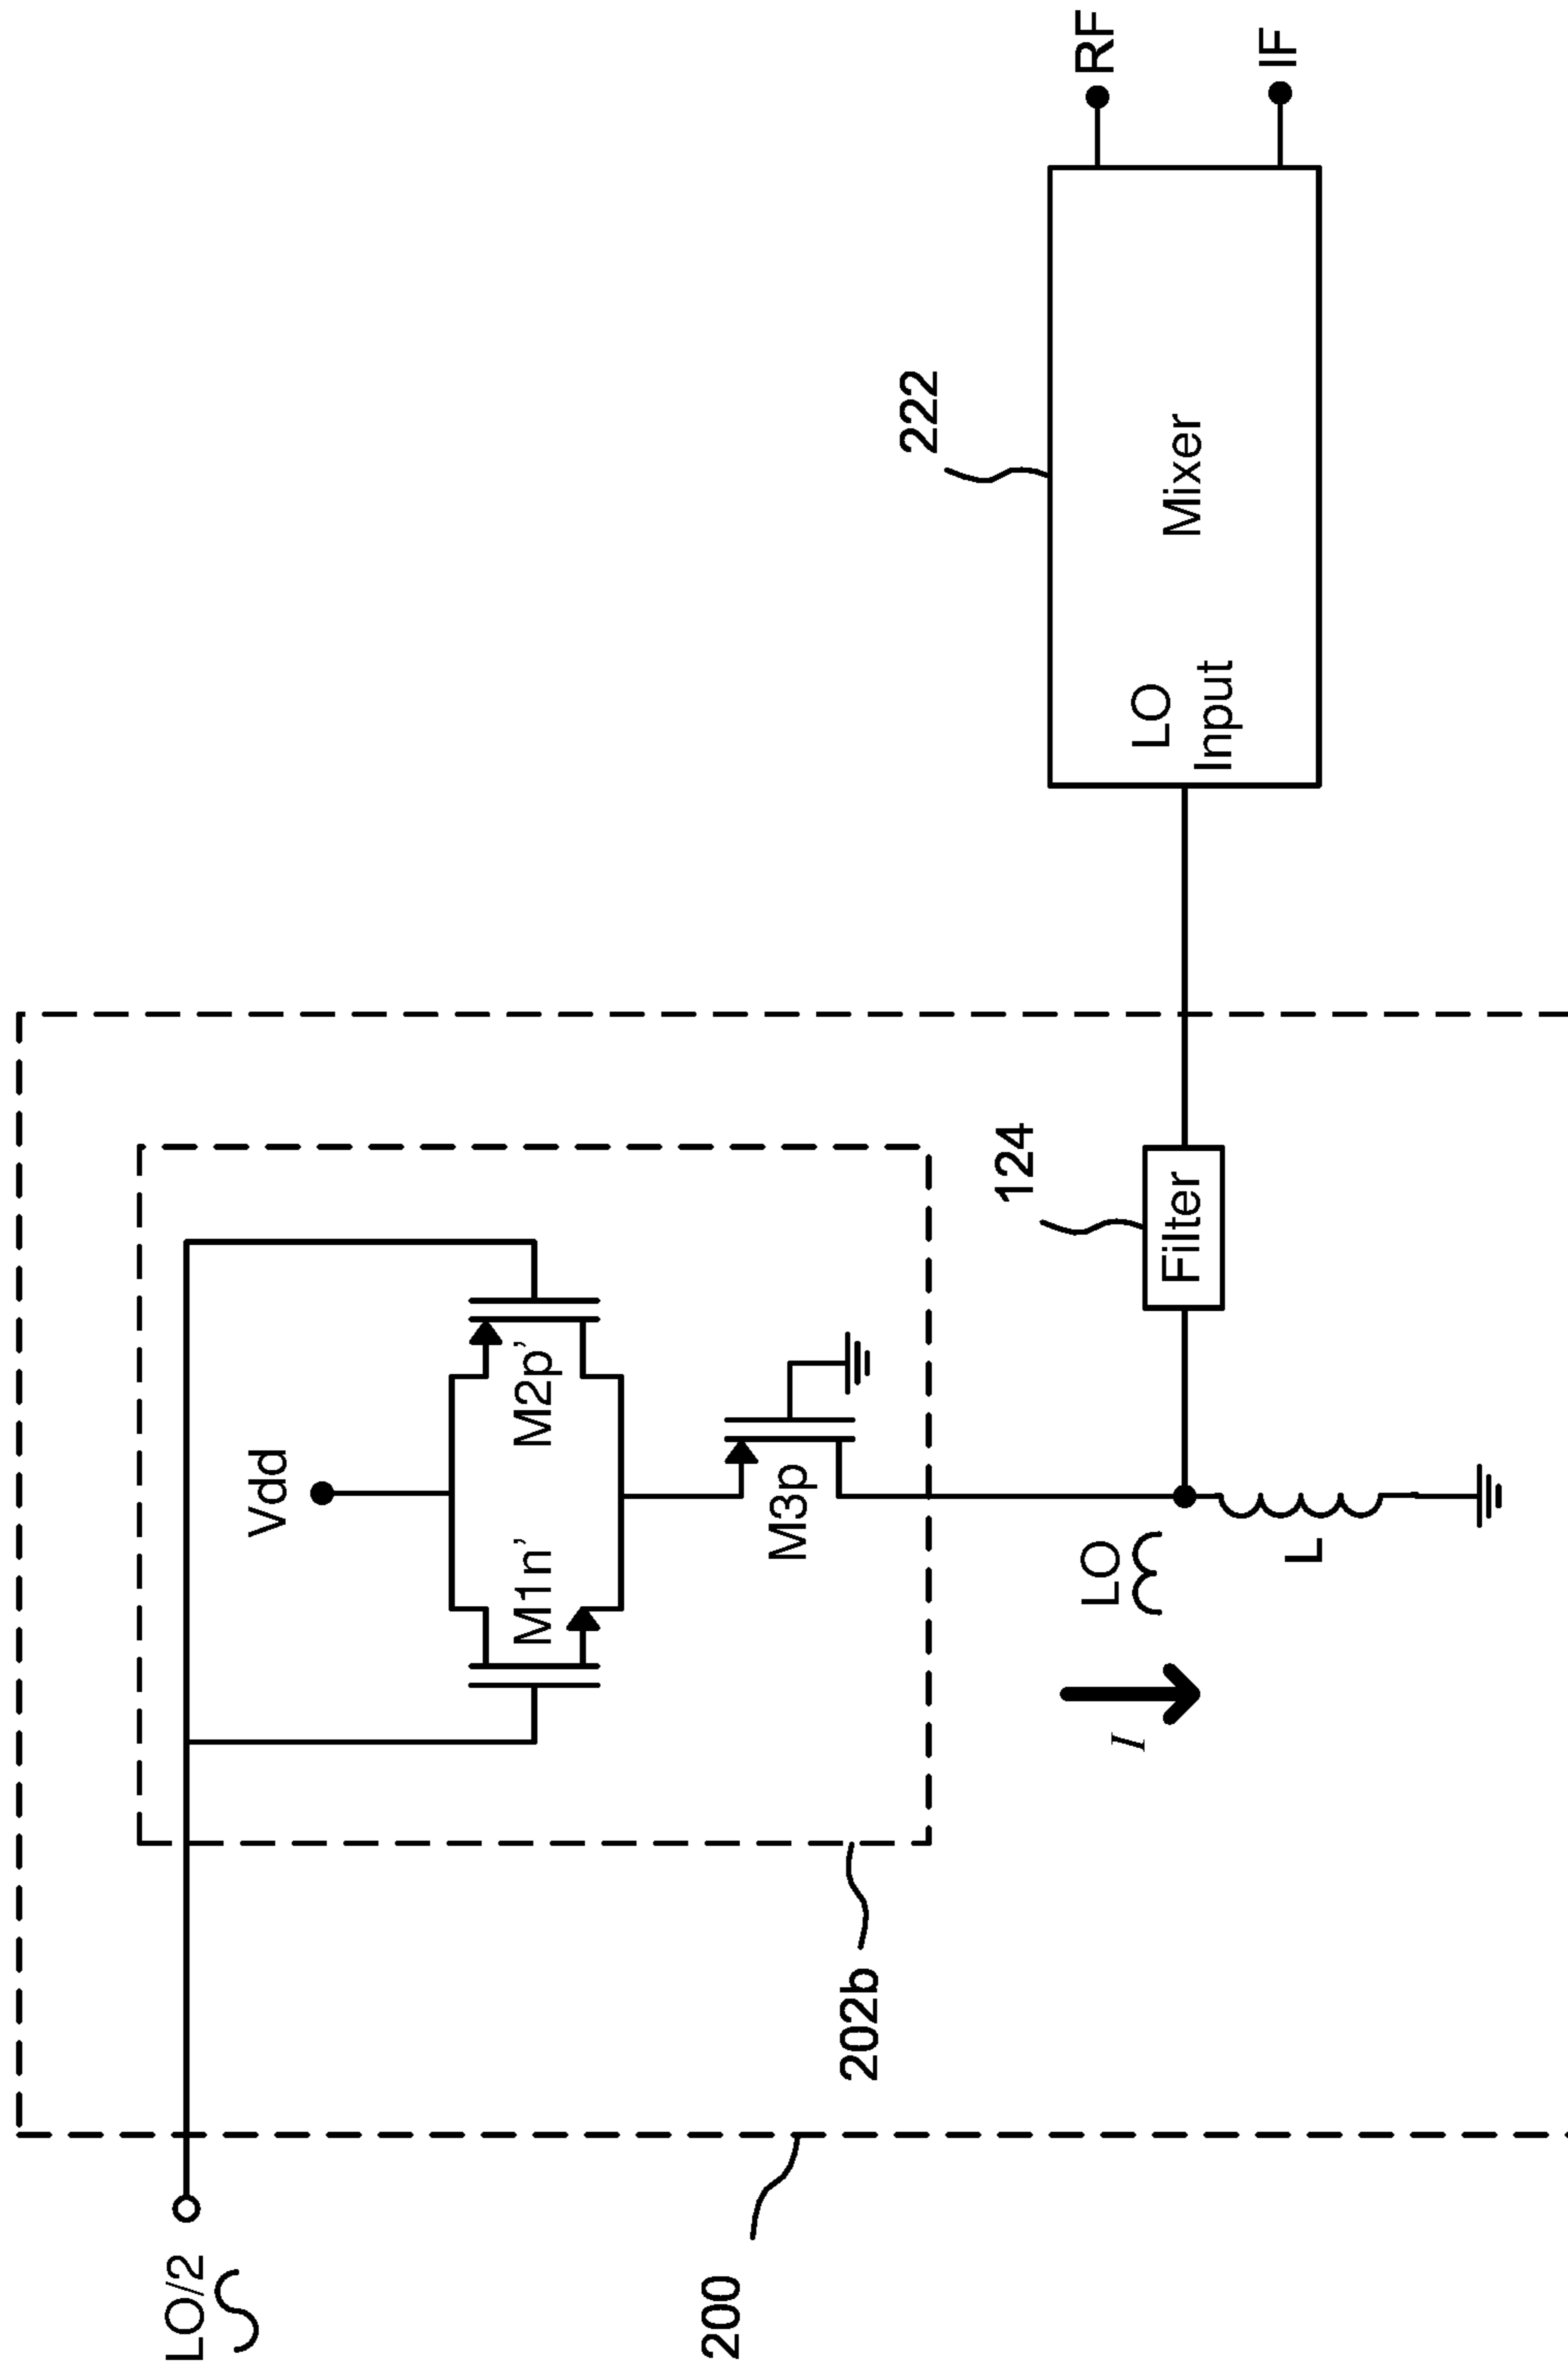 LO/2
200
202b
Vdd
M1n'
M2p'
M3p
I
LO
L
124
Filter
222
LO
Input
Mixer
RF
IF